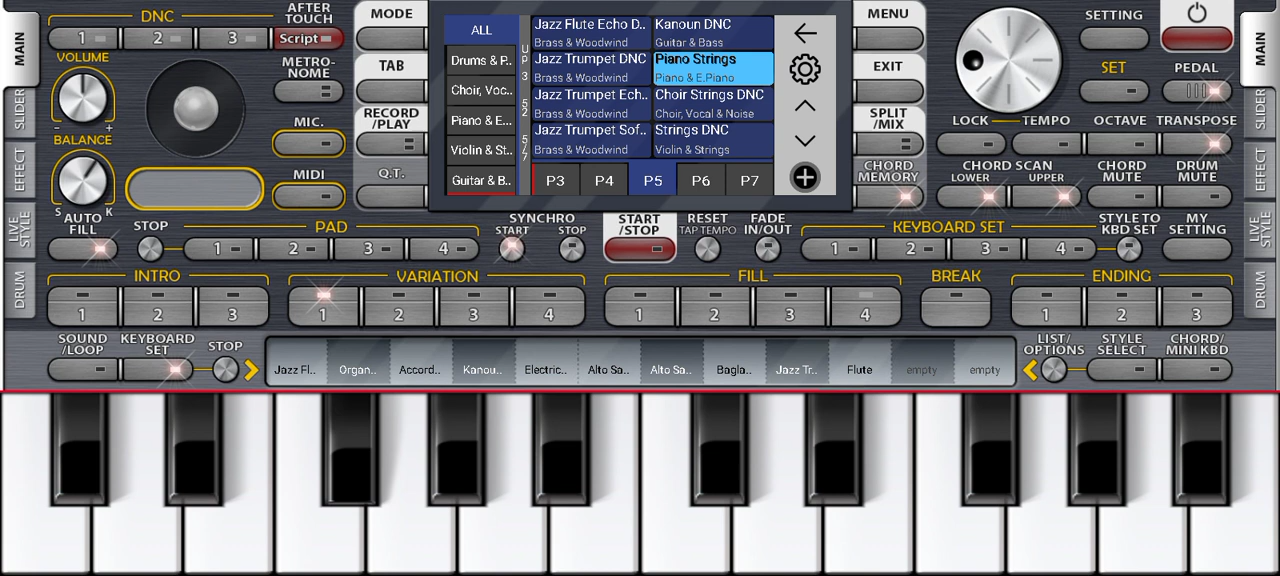 MAIN
SLIDER
EFFECT
LIVE STYLE
DRUM
DNC
1
2
3
AFTER
TOUCH
Script
VOLUME
- +
METRO-
NOME
BALANCE
S K
MIC.
MIDI
MODE
TAB
RECORD
/PLAY
Q.T.
ALL
Drums & P..
Choir, Voc..
Piano & E...
Violin & St..
Guitar & B..
Jazz Flute Echo D..
Brass & Woodwind
Kanoun DNC
Guitar & Bass
Jazz Trumpet DNC
Brass & Woodwind
Piano Strings
Piano & E.Piano
Jazz Trumpet Ech..
Brass & Woodwind
Choir Strings DNC
Choir, Vocal & Noise
Jazz Trumpet Sof..
Brass & Woodwind
Strings DNC
Violin & Strings
P3
P4
P5
P6
P7
MENU
EXIT
SPLIT
/MIX
CHORD
MEMORY
SETTING
SET
PEDAL
LOCK
TEMPO
OCTAVE
TRANSPOSE
CHORD SCAN
LOWER
UPPER
CHORD
MUTE
DRUM
MUTE
MAIN
SLIDER
EFFECT
LIVE STYLE
DRUM
AUTO
FILL
STOP
PAD
1
2
3
4
SYNCHRO
START
STOP
START
/STOP
RESET
TAP TEMPO
FADE
IN/OUT
KEYBOARD SET
1
2
3
4
STYLE TO
KBD SET
MY
SETTING
INTRO
1
2
3
VARIATION
1
2
3
4
FILL
1
2
3
4
BREAK
ENDING
1
2
3
SOUND
/LOOP
KEYBOARD
SET
STOP
Jazz Fl..
Organ..
Accord..
Kanou..
Electric..
Alto Sa..
Alto Sa..
Bagla..
Jazz Tr..
Flute
empty
empty
LIST/
OPTIONS
STYLE
SELECT
CHORD/
MINI KBD